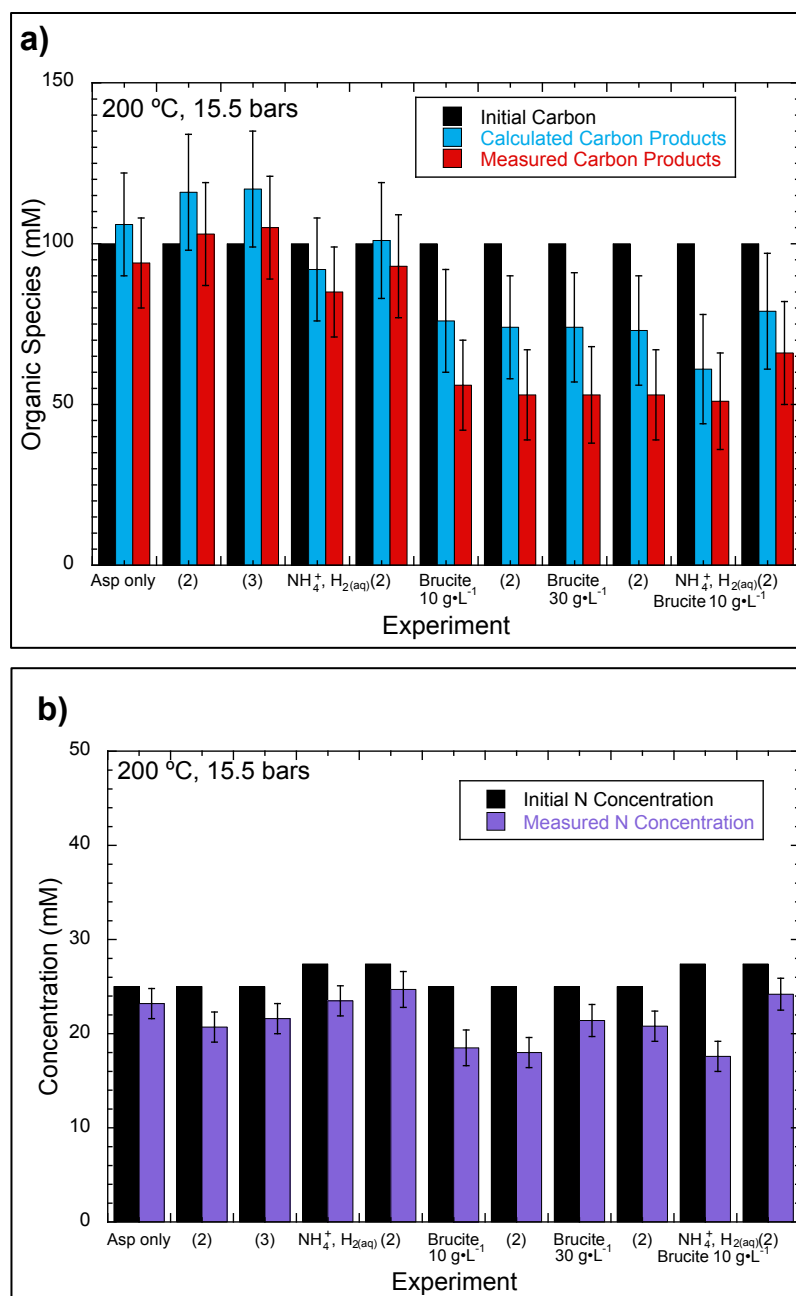 a)
150
200 ºC, 15.5 bars
Initial Carbon
Calculated Carbon Products
Measured Carbon Products
100
50
0
Organic Species (mM)
Asp only (2) (3) NH₄⁺, H₂₍aq₎(2) Brucite (2) Brucite (2) NH₄⁺, H₂₍aq₎(2)
10 g•L⁻¹ 30 g•L⁻¹ Brucite 10 g•L⁻¹
Experiment
b)
50
200 ºC, 15.5 bars
Initial N Concentration
Measured N Concentration
40
30
20
10
0
Concentration (mM)
Asp only (2) (3) NH₄⁺, H₂₍aq₎ (2) Brucite (2) Brucite (2) NH₄⁺, H₂₍aq₎(2)
10 g•L⁻¹ 30 g•L⁻¹ Brucite 10 g•L⁻¹
Experiment